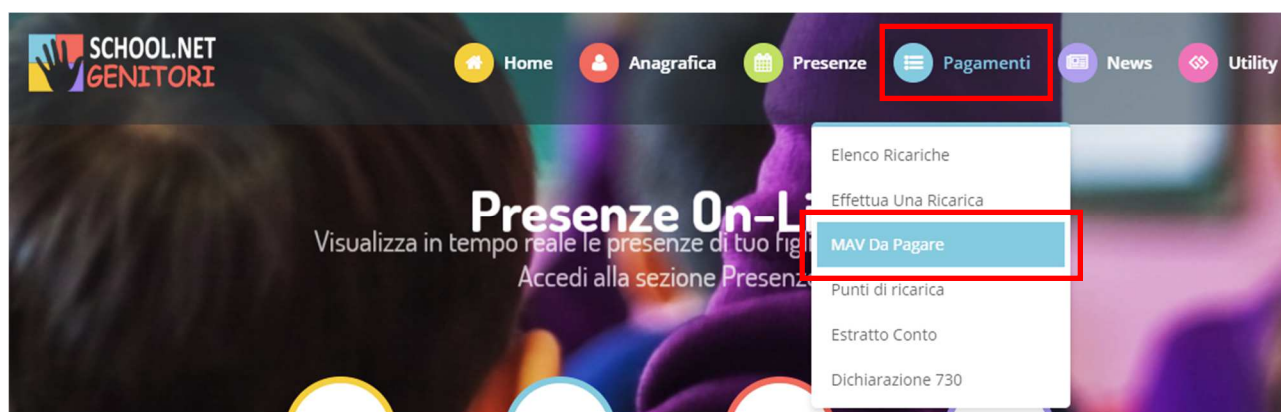 SCHOOL.NET
GENITORI
Home
Anagrafica
Presenze
Pagamenti
News
Utility
Elenco Ricariche
Effettua Una Ricarica
MAV Da Pagare
Punti di ricarica
Estratto Conto
Dichiarazione 730
Presenze On-Li
Visualizza in tempo reale le presenze di tuo figli
Accedi alla sezione Presenz